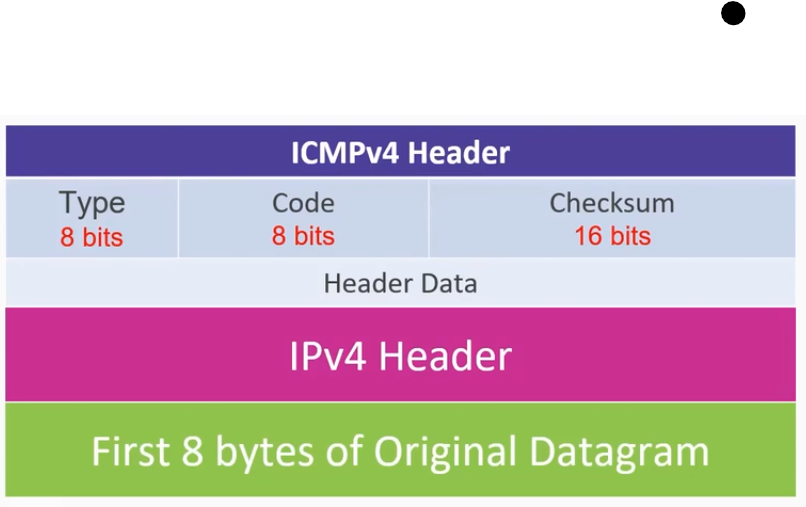 ICMPv4 Header
Type Code Checksum
8 bits 8 bits 16 bits
Header Data
IPv4 Header
First 8 bytes of Original Datagram